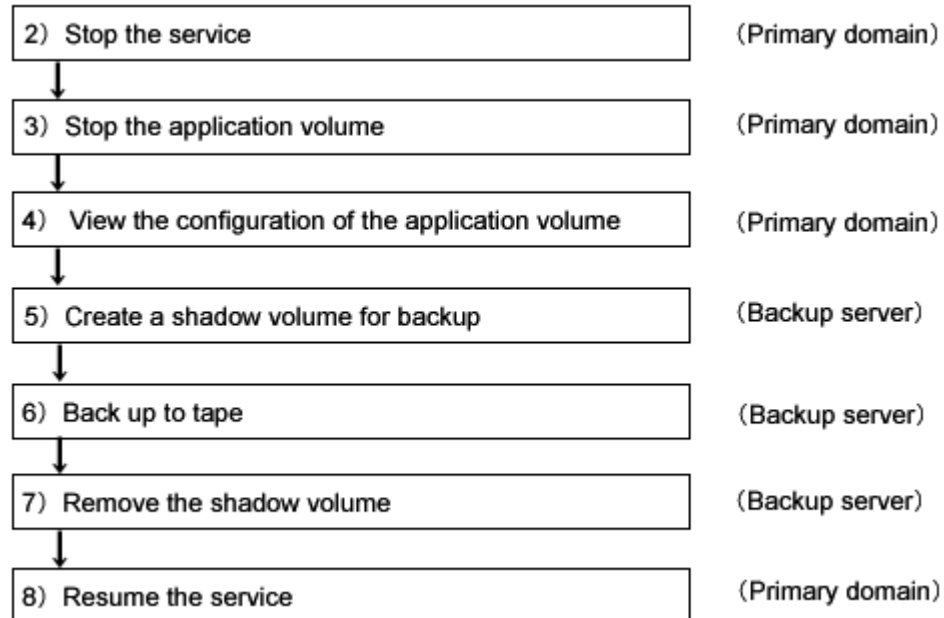 2）Stop the service （Primary domain）
3）Stop the application volume （Primary domain）
4） View the configuration of the application volume （Primary domain）
5）Create a shadow volume for backup （Backup server）
6）Back up to tape （Backup server）
7）Remove the shadow volume （Backup server）
8）Resume the service （Primary domain）